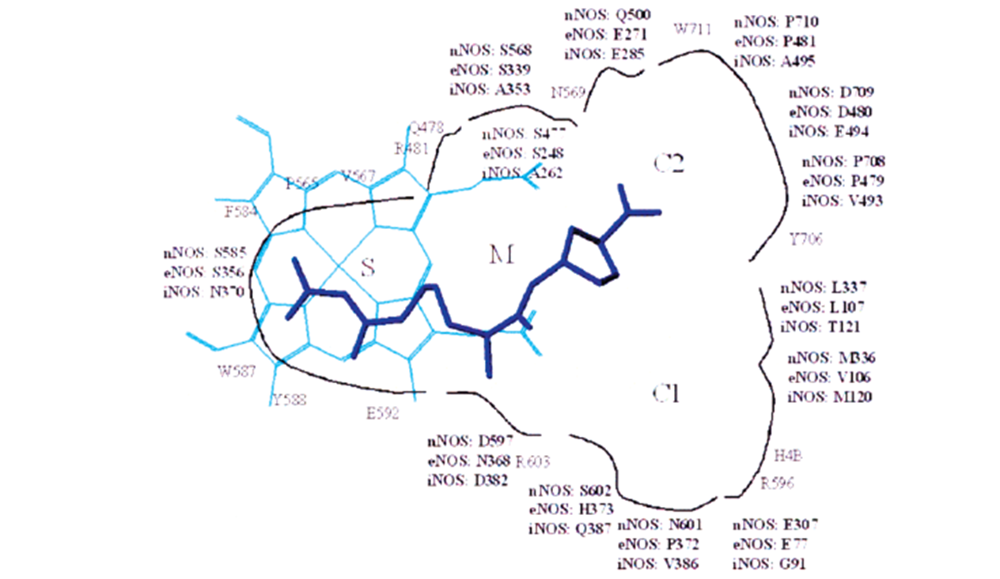 nNOS: Q500
eNOS: E271
iNOS: E285
W711
nNOS: P710
eNOS: P481
iNOS: A495
nNOS: S568
eNOS: S339
iNOS: A353
N569
nNOS: D709
eNOS: D480
iNOS: E494
Q478
R481
nNOS: S477
eNOS: S248
iNOS: A262
C2
nNOS: P708
eNOS: P479
iNOS: V493
P565
V567
F584
Y706
nNOS: S585
eNOS: S356
iNOS: N370
S
M
nNOS: L337
eNOS: L107
iNOS: T121
nNOS: M336
eNOS: V106
iNOS: M120
W587
Y588
E592
C1
nNOS: D597
eNOS: N368
iNOS: D382
R603
H4B
R596
nNOS: S602
eNOS: H373
iNOS: Q387
nNOS: N601
eNOS: P372
iNOS: V386
nNOS: E307
eNOS: E77
iNOS: G91